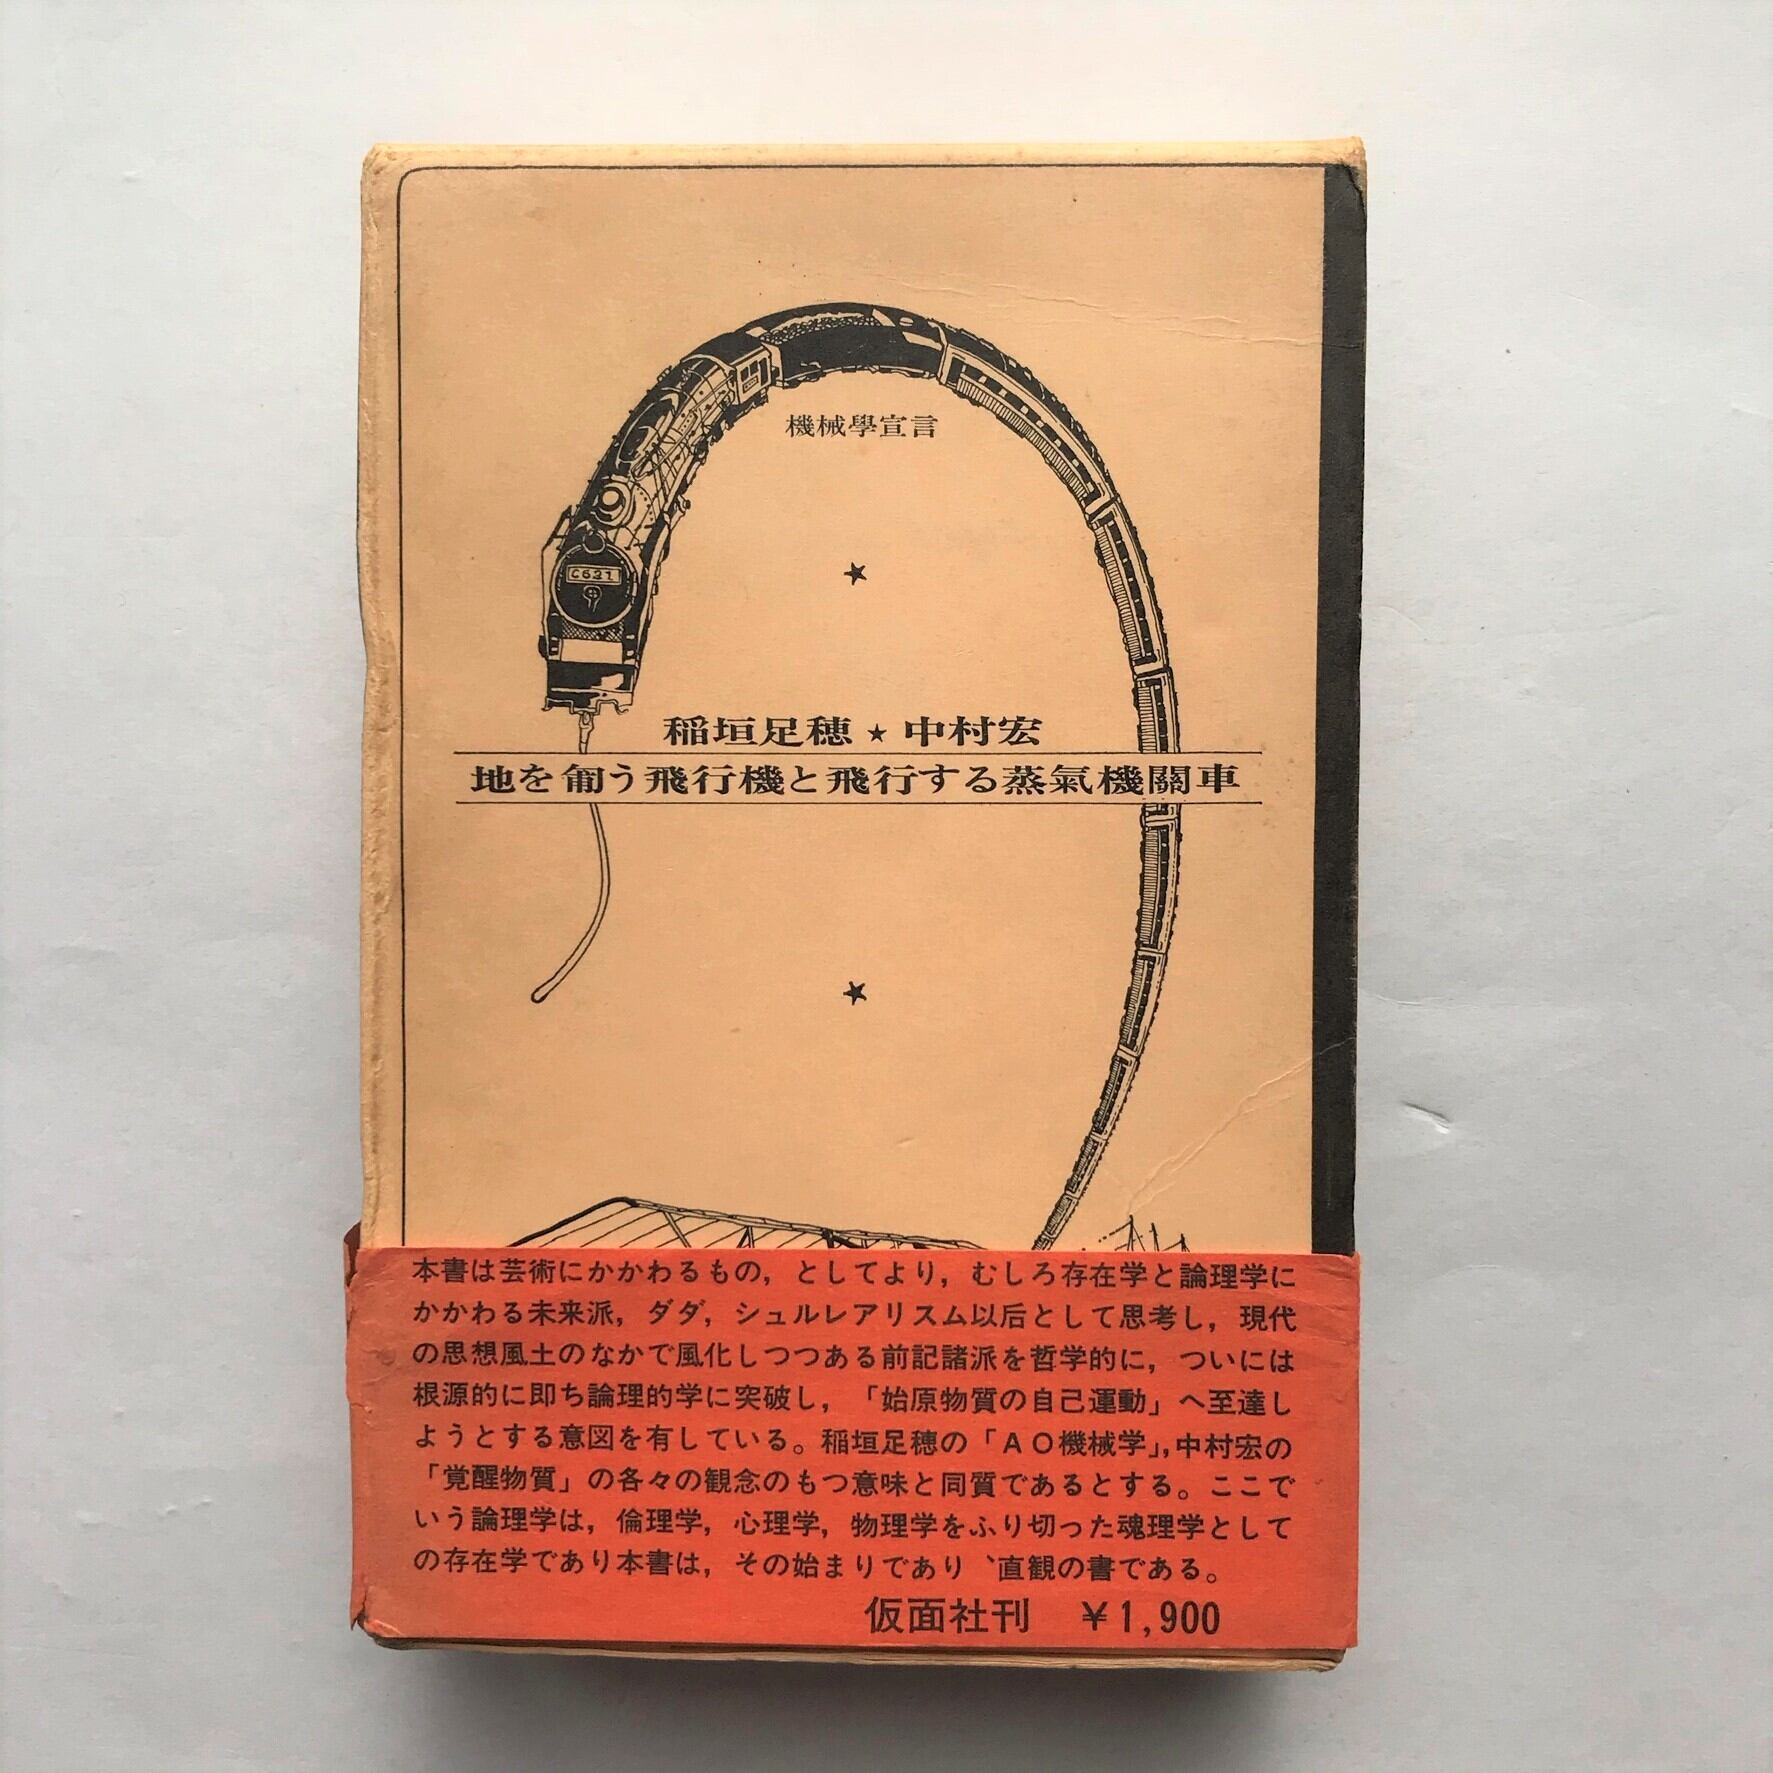 機械學宣言
C621
稲垣足穂★中村宏
地を匍う飛行機と飛行する蒸氣機關車
本書は芸術にかかわるもの，としてより，むしろ存在学と論理学に
かかわる未来派，ダダ，シュルレアリスム以后として思考し，現代
の思想風土のなかで風化しつつある前記諸派を哲学的に，ついには
根源的に即ち論理的学に突破し，「始原物質の自己運動」へ至達し
ようとする意図を有している。稲垣足穂の「ＡＯ機械学」，中村宏の
「覚醒物質」の各々の観念のもつ意味と同質であるとする。ここで
いう論理学は，倫理学，心理学，物理学をふり切った魂理学として
の存在学であり本書は，その始まりであり、直観の書である。
仮面社刊　￥1,900